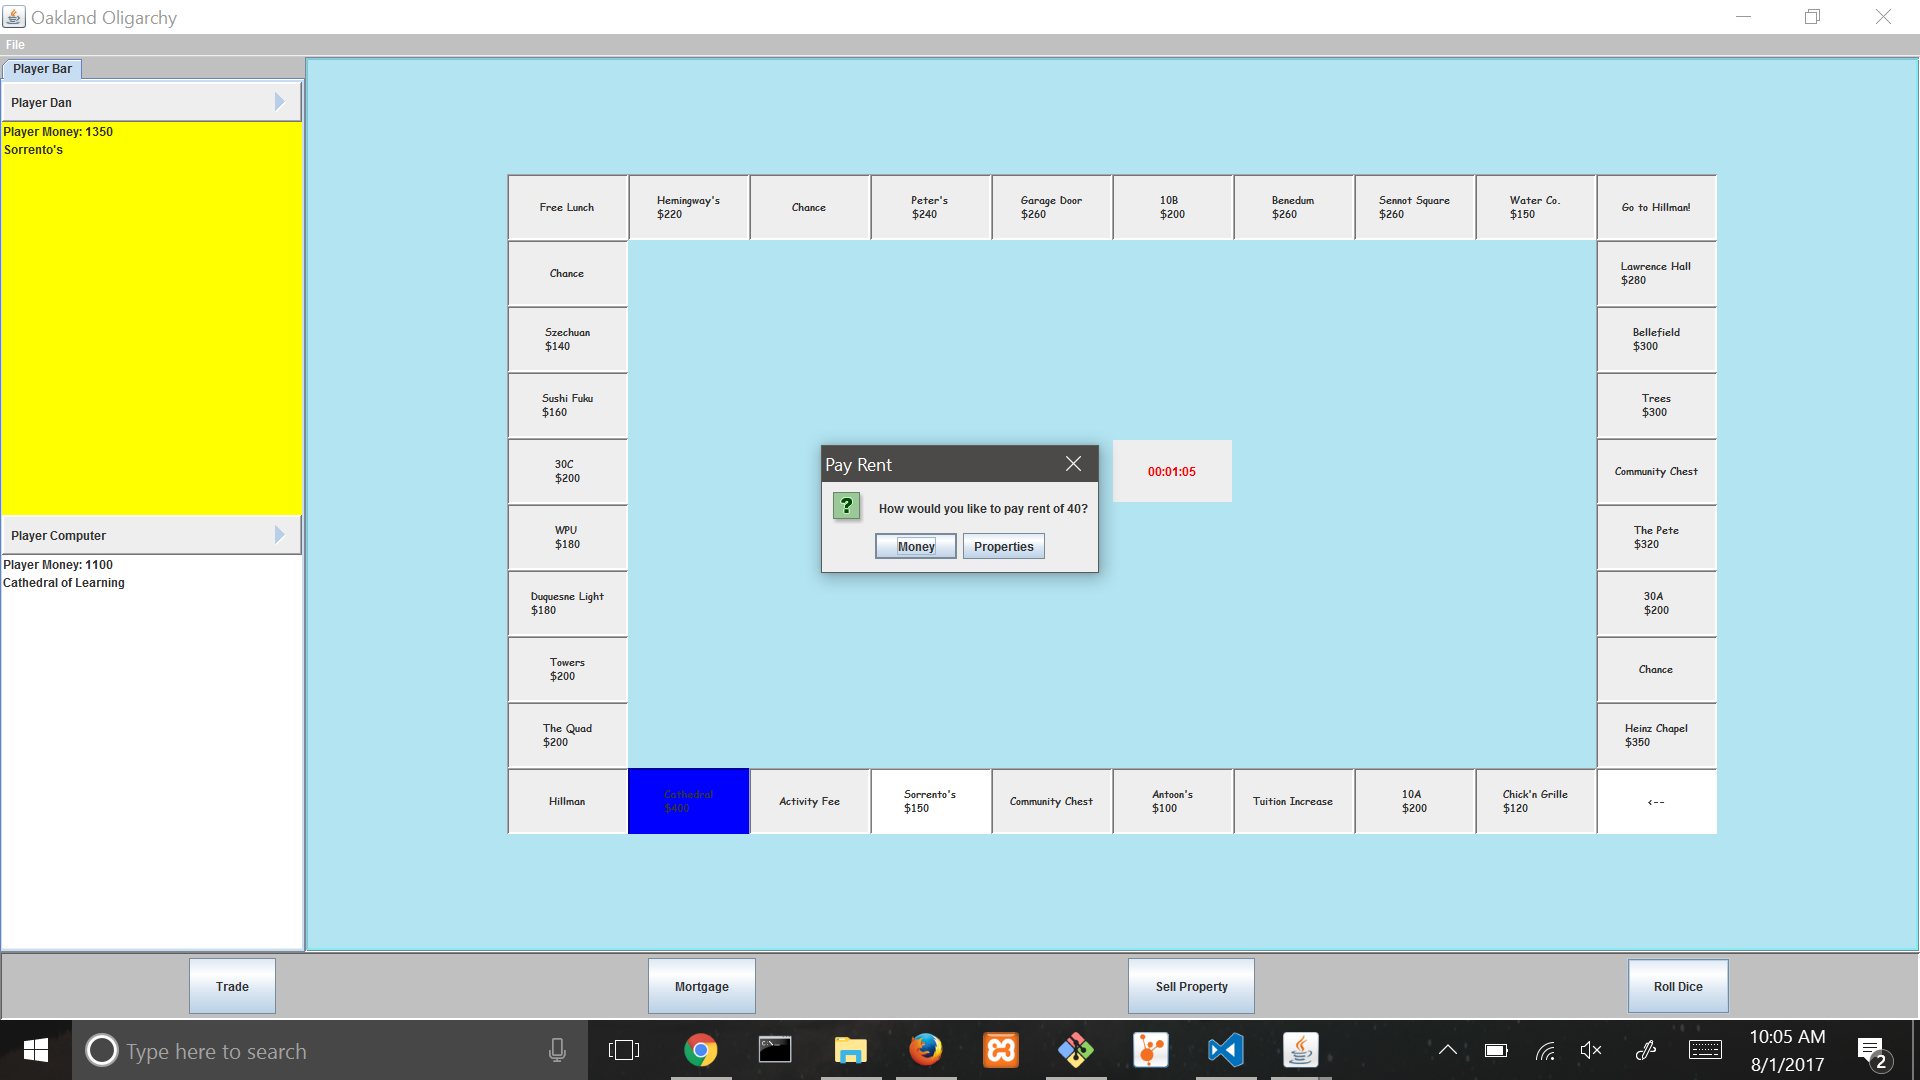 Oakland Oligarchy
File
Player Bar
Player Dan
Player Money: 1350
Sorrento's
Player Computer
Player Money: 1100
Cathedral of Learning
Free Lunch
Hemingway's
$220
Chance
Peter's
$240
Garage Door
$260
10B
$200
Benedum
$260
Sennot Square
$260
Water Co.
$150
Go to Hillman!
Chance
Szechuan
$140
Sushi Fuku
$160
30C
$200
WPU
$180
Duquesne Light
$180
Towers
$200
The Quad
$200
Lawrence Hall
$280
Bellefield
$300
Trees
$300
Community Chest
The Pete
$320
30A
$200
Chance
Heinz Chapel
$350
Pay Rent
?
How would you like to pay rent of 40?
Money
Properties
00:01:05
Hillman
Cathedral
$400
Activity Fee
Sorrento's
$150
Community Chest
Antoon's
$100
Tuition Increase
10A
$200
Chick'n Grille
$120
<--
Trade
Mortgage
Sell Property
Roll Dice
Type here to search
10:05 AM
8/1/2017
2